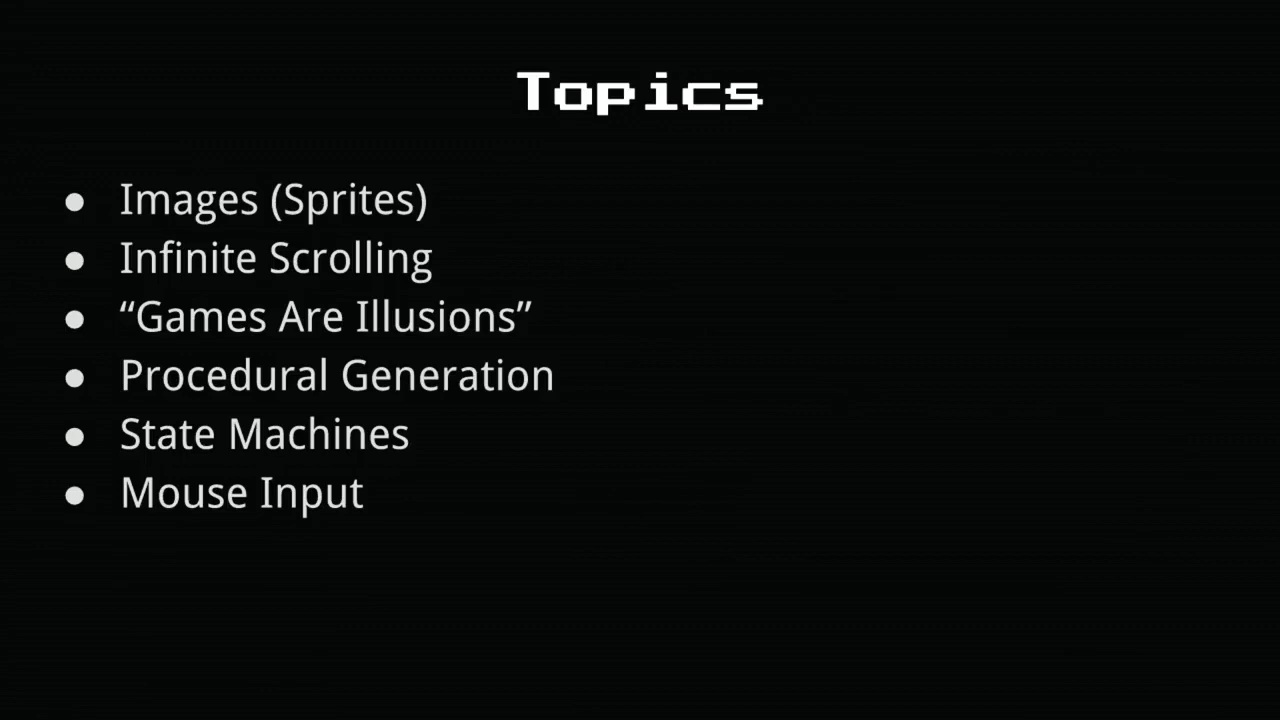 Topics
● Images (Sprites)
● Infinite Scrolling
● “Games Are Illusions”
● Procedural Generation
● State Machines
● Mouse Input